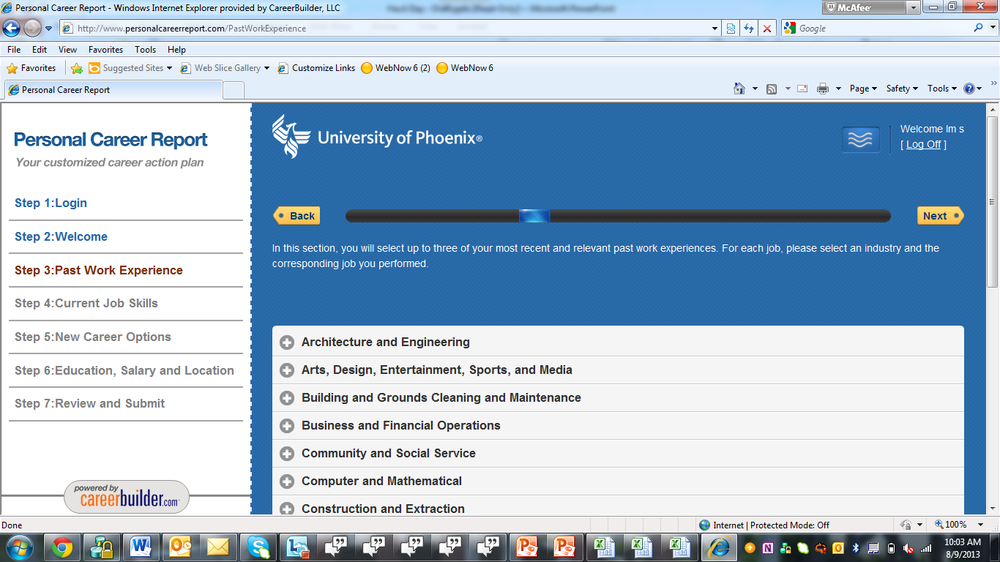 Personal Career Report - Windows Internet Explorer provided by CareerBuilder, LLC
McAfee
http://www.personalcareerreport.com/PastWorkExperience
Google
File Edit View Favorites Tools Help
Favorites Suggested Sites Web Slice Gallery Customize Links WebNow 6 (2) WebNow 6
Personal Career Report
Page Safety Tools
Personal Career Report
Your customized career action plan
Step 1:Login
Step 2:Welcome
Step 3:Past Work Experience
Step 4:Current Job Skills
Step 5:New Career Options
Step 6:Education, Salary and Location
Step 7:Review and Submit
powered by
careerbuilder.com
University of Phoenix®
Welcome lm s
[ Log Off ]
Back
Next
In this section, you will select up to three of your most recent and relevant past work experiences. For each job, please select an industry and the
corresponding job you performed.
Architecture and Engineering
Arts, Design, Entertainment, Sports, and Media
Building and Grounds Cleaning and Maintenance
Business and Financial Operations
Community and Social Service
Computer and Mathematical
Construction and Extraction
Done
Internet | Protected Mode: Off
100%
10:03 AM
8/9/2013